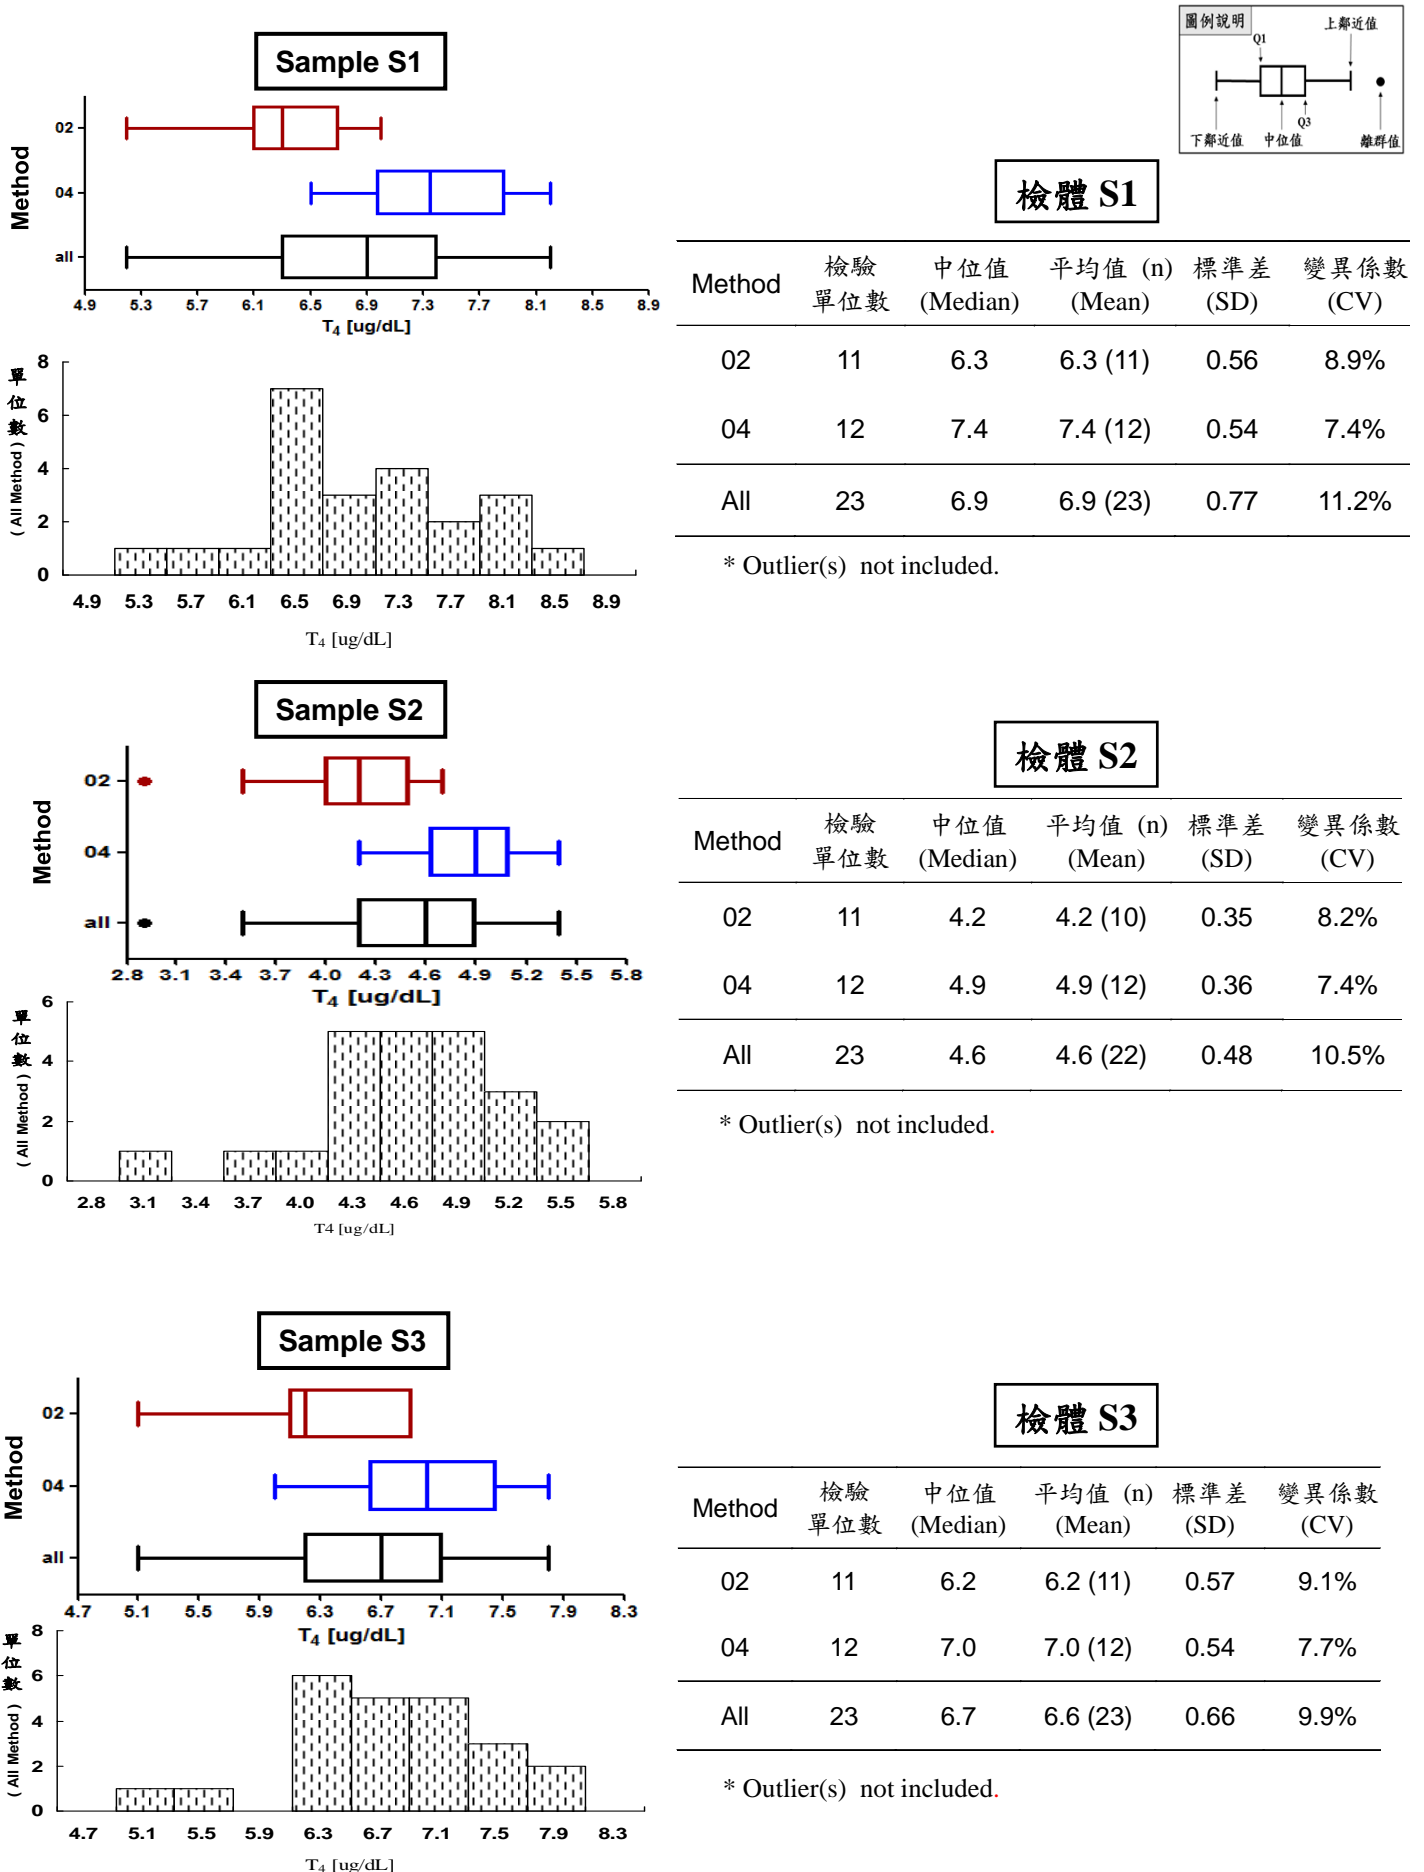 圖例說明
Q1
上鄰近值
Q3
下鄰近值 中位值 離群值
Sample S1
Method
02
04
all
4.9 5.3 5.7 6.1 6.5 6.9 7.3 7.7 8.1 8.5 8.9
T4 [ug/dL]
單位數 ( All Method )
8
6
4
2
0
4.9 5.3 5.7 6.1 6.5 6.9 7.3 7.7 8.1 8.5 8.9
T4 [ug/dL]
檢體 S1
Method 檢驗單位數 中位值 (Median) 平均值 (n) (Mean) 標準差 (SD) 變異係數 (CV)
02 11 6.3 6.3 (11) 0.56 8.9%
04 12 7.4 7.4 (12) 0.54 7.4%
All 23 6.9 6.9 (23) 0.77 11.2%
* Outlier(s) not included.
Sample S2
Method
02
04
all
2.8 3.1 3.4 3.7 4.0 4.3 4.6 4.9 5.2 5.5 5.8
T4 [ug/dL]
單位數 ( All Method )
6
4
2
0
2.8 3.1 3.4 3.7 4.0 4.3 4.6 4.9 5.2 5.5 5.8
T4 [ug/dL]
檢體 S2
Method 檢驗單位數 中位值 (Median) 平均值 (n) (Mean) 標準差 (SD) 變異係數 (CV)
02 11 4.2 4.2 (10) 0.35 8.2%
04 12 4.9 4.9 (12) 0.36 7.4%
All 23 4.6 4.6 (22) 0.48 10.5%
* Outlier(s) not included.
Sample S3
Method
02
04
all
4.7 5.1 5.5 5.9 6.3 6.7 7.1 7.5 7.9 8.3
T4 [ug/dL]
單位數 ( All Method )
8
6
4
2
0
4.7 5.1 5.5 5.9 6.3 6.7 7.1 7.5 7.9 8.3
T4 [ug/dL]
檢體 S3
Method 檢驗單位數 中位值 (Median) 平均值 (n) (Mean) 標準差 (SD) 變異係數 (CV)
02 11 6.2 6.2 (11) 0.57 9.1%
04 12 7.0 7.0 (12) 0.54 7.7%
All 23 6.7 6.6 (23) 0.66 9.9%
* Outlier(s) not included.